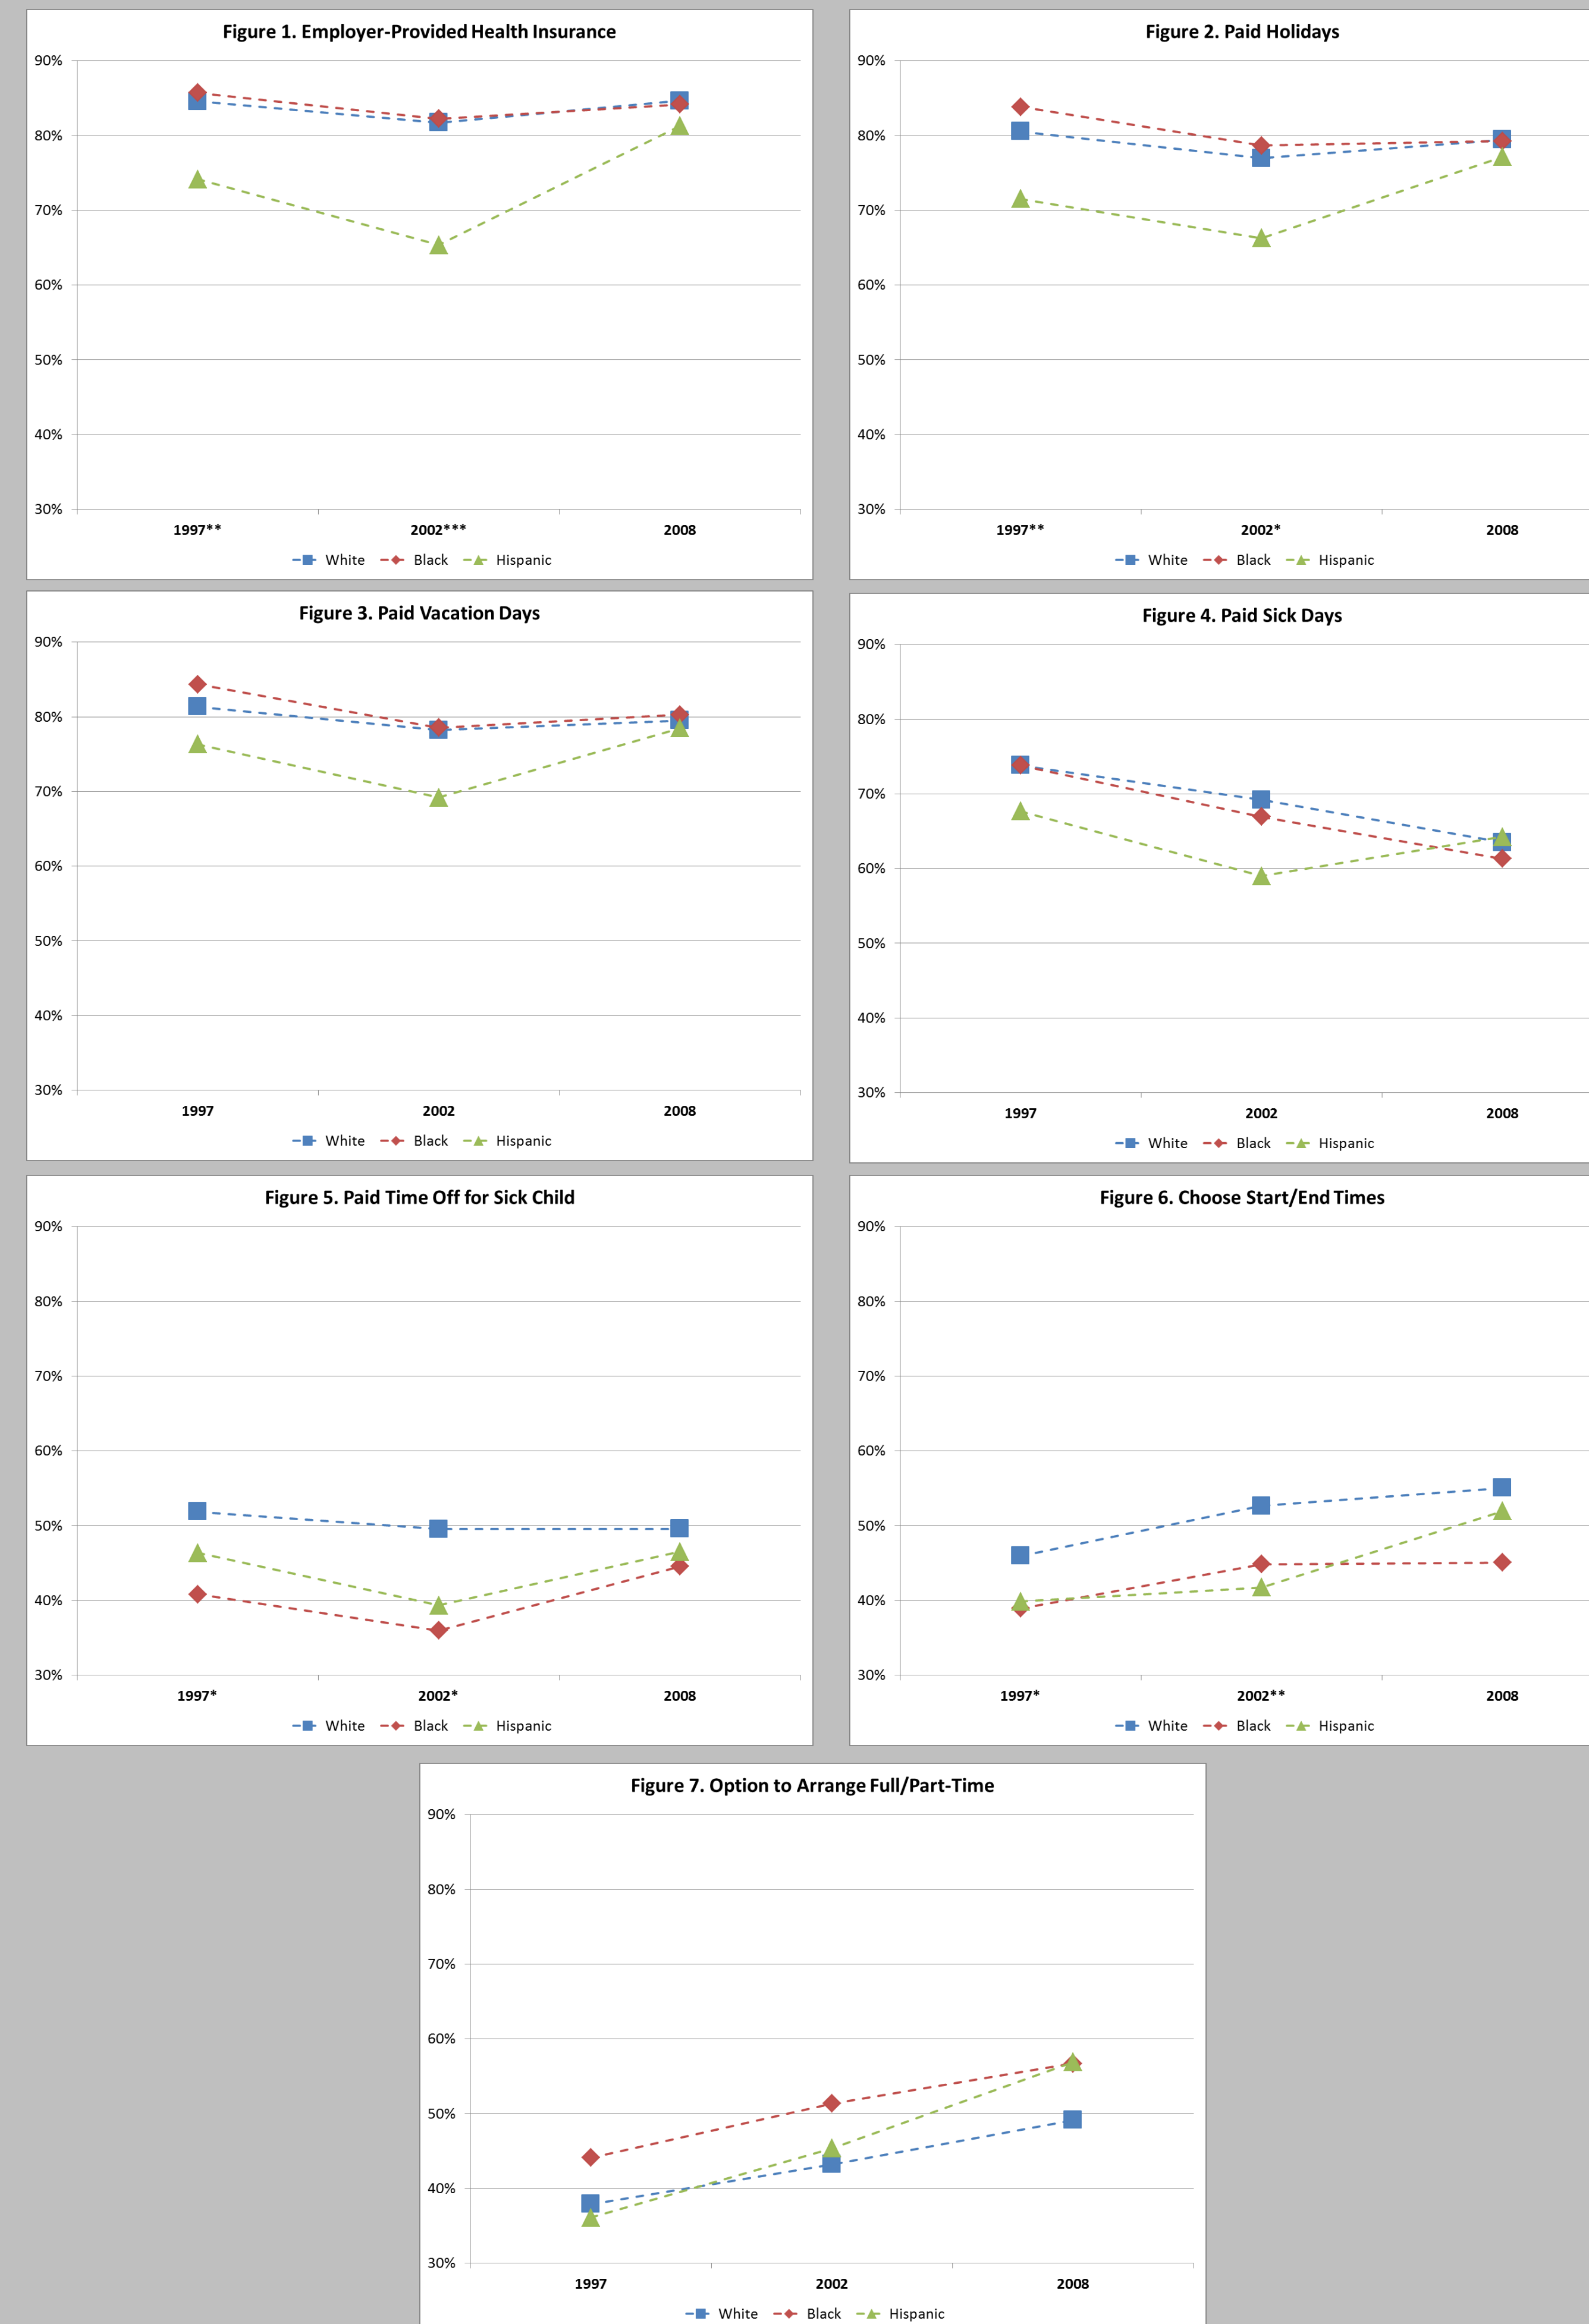 Figure 1. Employer-Provided Health Insurance
90%
80%
70%
60%
50%
40%
30%
1997** 2002*** 2008
White Black Hispanic
Figure 2. Paid Holidays
90%
80%
70%
60%
50%
40%
30%
1997** 2002* 2008
White Black Hispanic
Figure 3. Paid Vacation Days
90%
80%
70%
60%
50%
40%
30%
1997 2002 2008
White Black Hispanic
Figure 4. Paid Sick Days
90%
80%
70%
60%
50%
40%
30%
1997 2002 2008
White Black Hispanic
Figure 5. Paid Time Off for Sick Child
90%
80%
70%
60%
50%
40%
30%
1997* 2002* 2008
White Black Hispanic
Figure 6. Choose Start/End Times
90%
80%
70%
60%
50%
40%
30%
1997* 2002** 2008
White Black Hispanic
Figure 7. Option to Arrange Full/Part-Time
90%
80%
70%
60%
50%
40%
30%
1997 2002 2008
White Black Hispanic